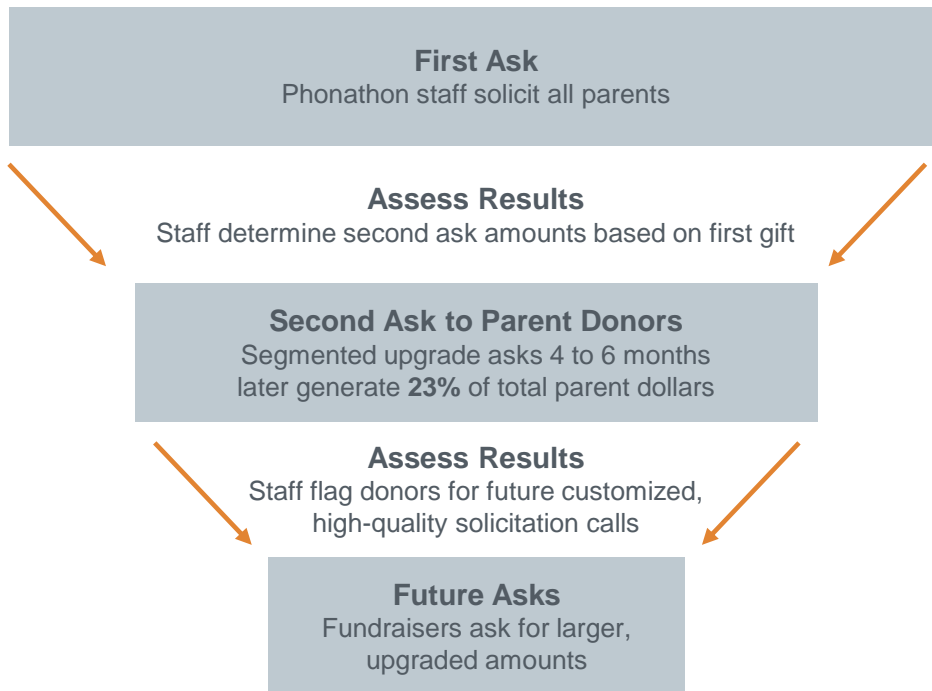 First Ask
Phonathon staff solicit all parents
Assess Results
Staff determine second ask amounts based on first gift
Second Ask to Parent Donors
Segmented upgrade asks 4 to 6 months
later generate 23% of total parent dollars
Assess Results
Staff flag donors for future customized,
high-quality solicitation calls
Future Asks
Fundraisers ask for larger,
upgraded amounts